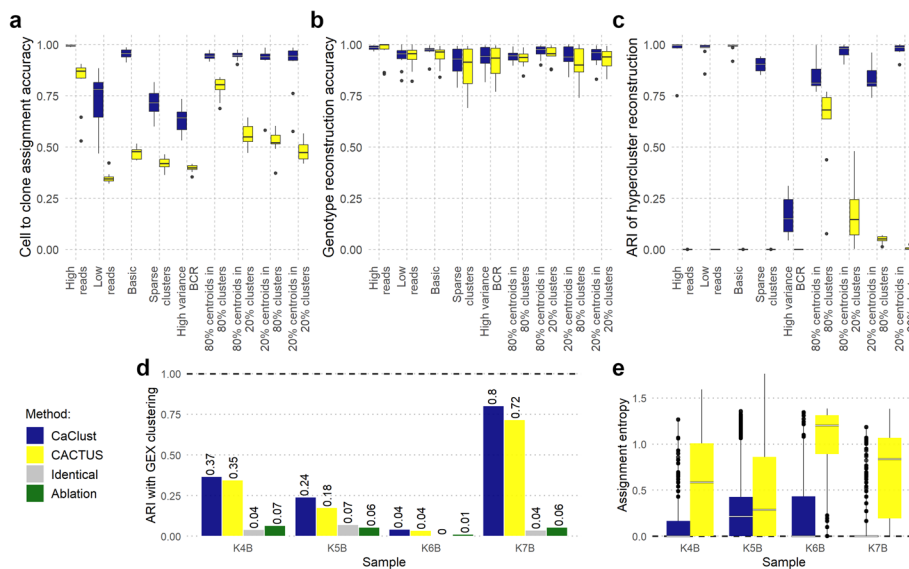 a
b
c
Cell to clone assignment accuracy
1.00
0.75
0.50
0.25
0.00
High
reads
Low
reads
Basic
Sparse
clusters
High variance
BCR
80% centroids in
80% clusters
80% centroids in
20% clusters
20% centroids in
80% clusters
20% centroids in
20% clusters
Genotype reconstruction accuracy
1.00
0.75
0.50
0.25
0.00
High
reads
Low
reads
Basic
Sparse
clusters
High variance
BCR
80% centroids in
80% clusters
80% centroids in
20% clusters
20% centroids in
80% clusters
20% centroids in
20% clusters
ARI of hypercluster reconstruction
1.00
0.75
0.50
0.25
0.00
High
reads
Low
reads
Basic
Sparse
clusters
High variance
BCR
80% centroids in
80% clusters
80% centroids in
20% clusters
20% centroids in
80% clusters
20% centroids in
Method:
CaClust
CACTUS
Identical
Ablation
d
ARI with GEX clustering
1.00
0.75
0.50
0.25
0.00
0.37
0.35
0.04
0.07
0.24
0.18
0.07
0.06
0.04
0.04
0
0.01
0.8
0.72
0.04
0.06
K4B
K5B
K6B
K7B
Sample
e
Assignment entropy
1.5
1.0
0.5
0.0
K4B
K5B
K6B
K7B
Sample